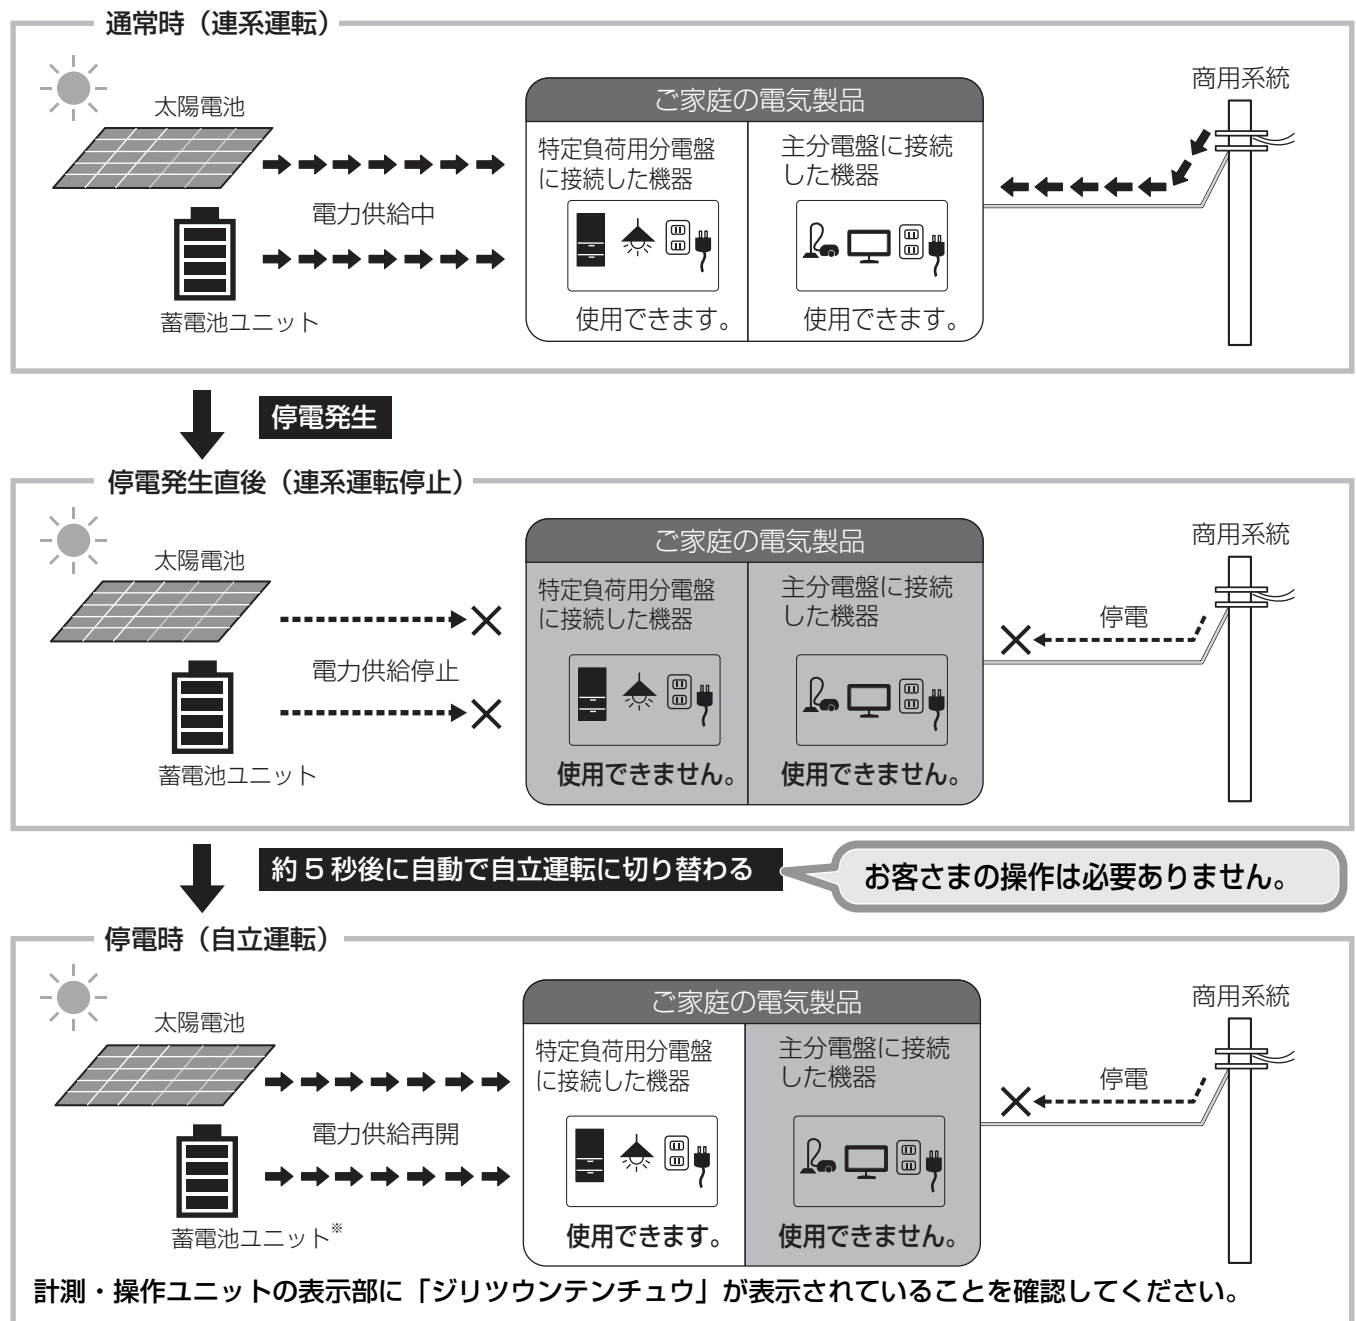 通常時（連系運転）
太陽電池
電力供給中
蓄電池ユニット
ご家庭の電気製品
特定負荷用分電盤
に接続した機器
使用できます。
主分電盤に接続
した機器
使用できます。
商用系統
停電発生
停電発生直後（連系運転停止）
太陽電池
電力供給停止
蓄電池ユニット
ご家庭の電気製品
特定負荷用分電盤
に接続した機器
使用できません。
主分電盤に接続
した機器
使用できません。
停電
商用系統
約５秒後に自動で自立運転に切り替わる
お客さまの操作は必要ありません。
停電時（自立運転）
太陽電池
電力供給再開
蓄電池ユニット※
ご家庭の電気製品
特定負荷用分電盤
に接続した機器
使用できます。
主分電盤に接続
した機器
使用できません。
停電
商用系統
計測・操作ユニットの表示部に「ジリツウンテンチュウ」が表示されていることを確認してください。